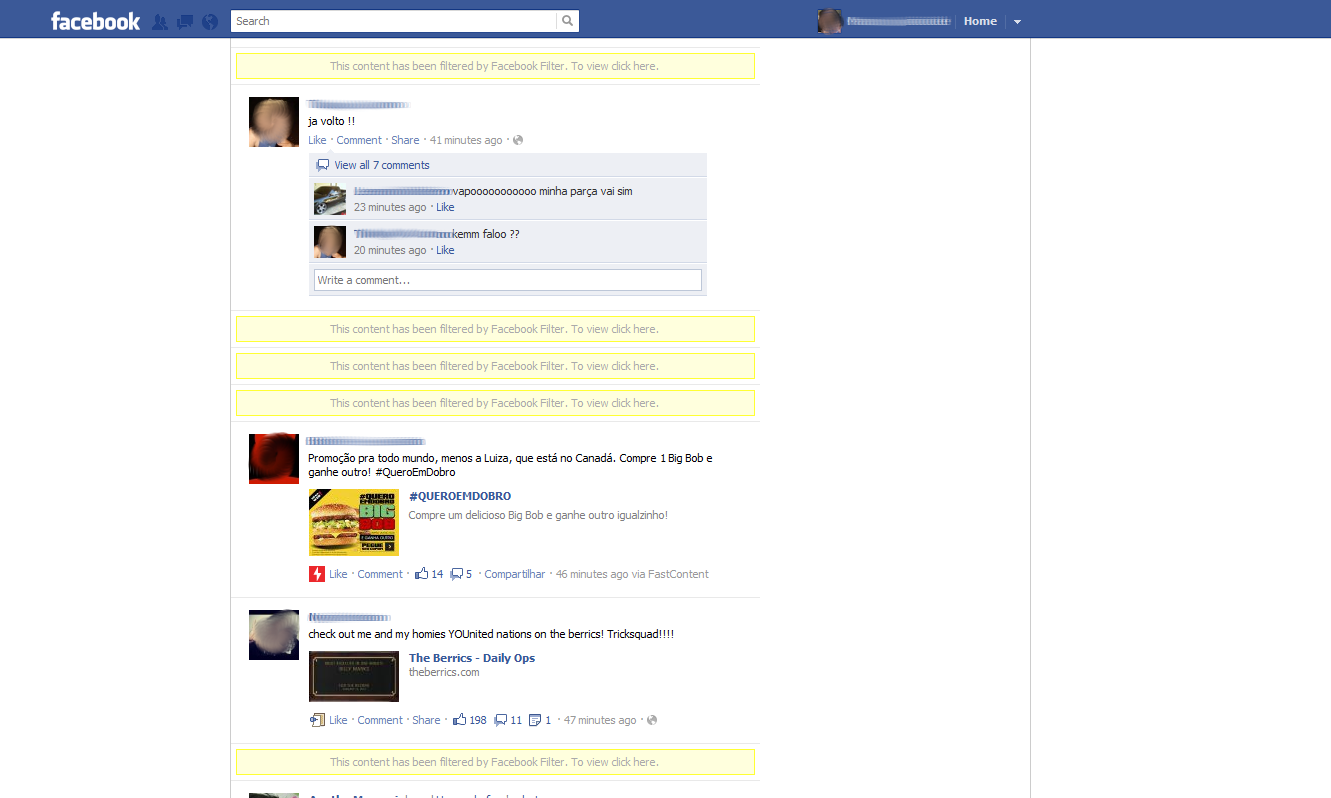 facebook
Search
Home
This content has been filtered by Facebook Filter. To view click here.
ja volto !!
Like · Comment · Share · 41 minutes ago ·
View all 7 comments
vapooooooooooo minha parça vai sim
23 minutes ago · Like
kemm faloo ??
20 minutes ago · Like
Write a comment...
This content has been filtered by Facebook Filter. To view click here.
This content has been filtered by Facebook Filter. To view click here.
This content has been filtered by Facebook Filter. To view click here.
Promoção pra todo mundo, menos a Luiza, que está no Canadá. Compre 1 Big Bob e
ganhe outro! #QueroEmDobro
#QUERO
EMDOBRO
BIG
BOB
E GANHA OUTRO
PEGUE
#QUEROEMDOBRO
Compre um delicioso Big Bob e ganhe outro igualzinho!
Like · Comment · 14 5 · Compartilhar · 46 minutes ago via FastContent
check out me and my homies YOUnited nations on the berrics! Tricksquad!!!!
The Berrics - Daily Ops
theberrics.com
Like · Comment · Share · 198 11 1 · 47 minutes ago ·
This content has been filtered by Facebook Filter. To view click here.